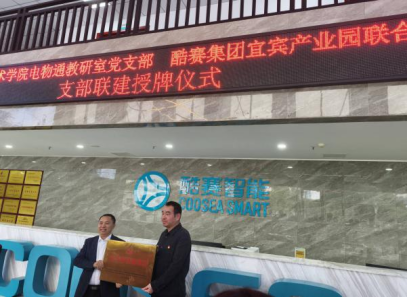 术学院电物通教研室党支部 酷赛集团宜宾产业园联合
支部联建授牌仪式
酷赛智能
COOSEA SMART